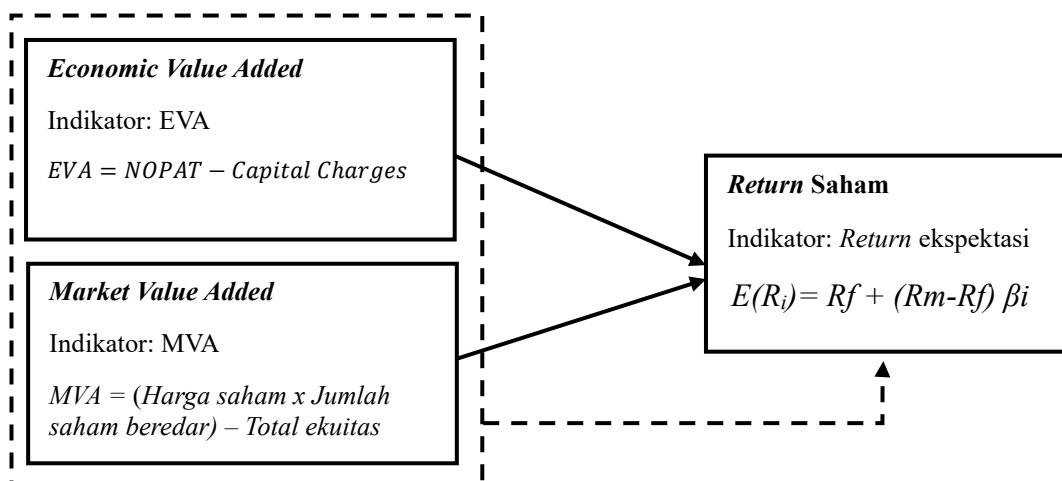 Economic Value Added
Indikator: EVA
EVA = NOPAT − Capital Charges
Market Value Added
Indikator: MVA
MVA = (Harga saham x Jumlah
saham beredar) – Total ekuitas
Return Saham
Indikator: Return ekspektasi
E(Ri)= Rf + (Rm-Rf) βi